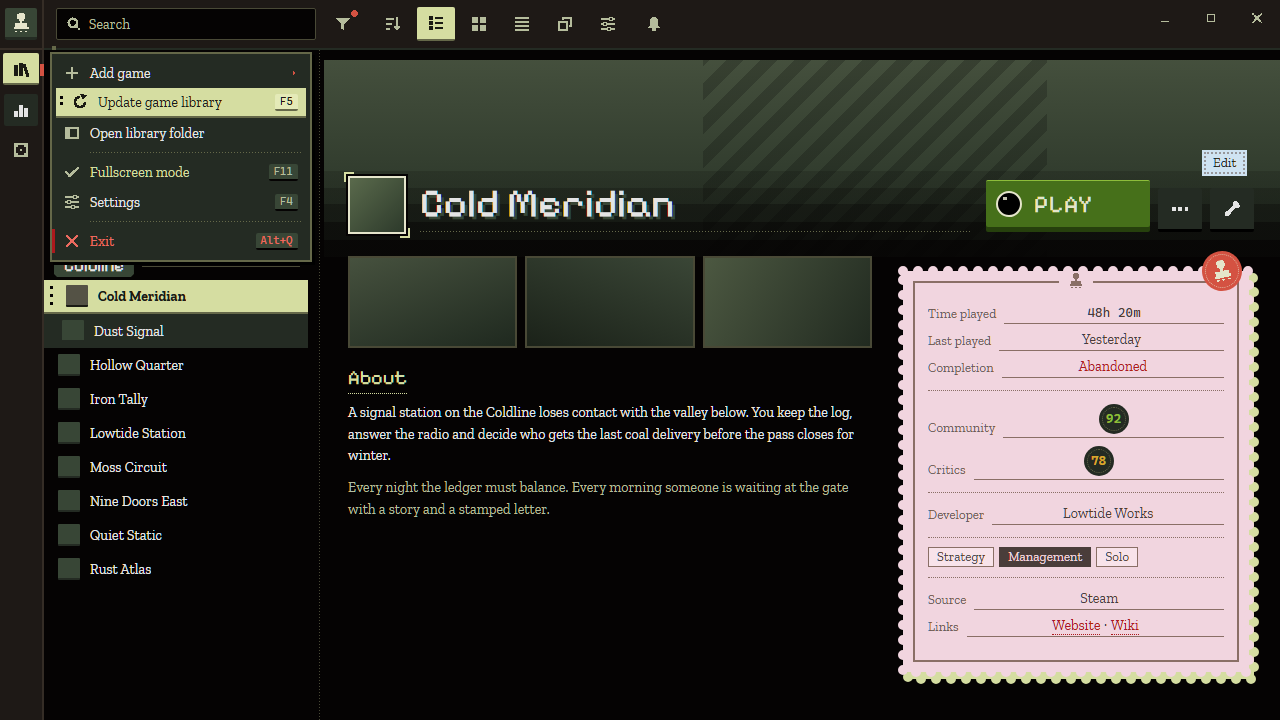 Search
Add game
Update game library F5
Open library folder
Fullscreen mode F11
Settings F4
Exit Alt+Q
Coldline
Cold Meridian
Dust Signal
Hollow Quarter
Iron Tally
Lowtide Station
Moss Circuit
Nine Doors East
Quiet Static
Rust Atlas
Cold Meridian
Edit
PLAY
About
A signal station on the Coldline loses contact with the valley below. You keep the log,
answer the radio and decide who gets the last coal delivery before the pass closes for
winter.
Every night the ledger must balance. Every morning someone is waiting at the gate
with a story and a stamped letter.
Time played 48h 20m
Last played Yesterday
Completion Abandoned
Community 92
Critics 78
Developer Lowtide Works
Strategy Management Solo
Source Steam
Links Website · Wiki